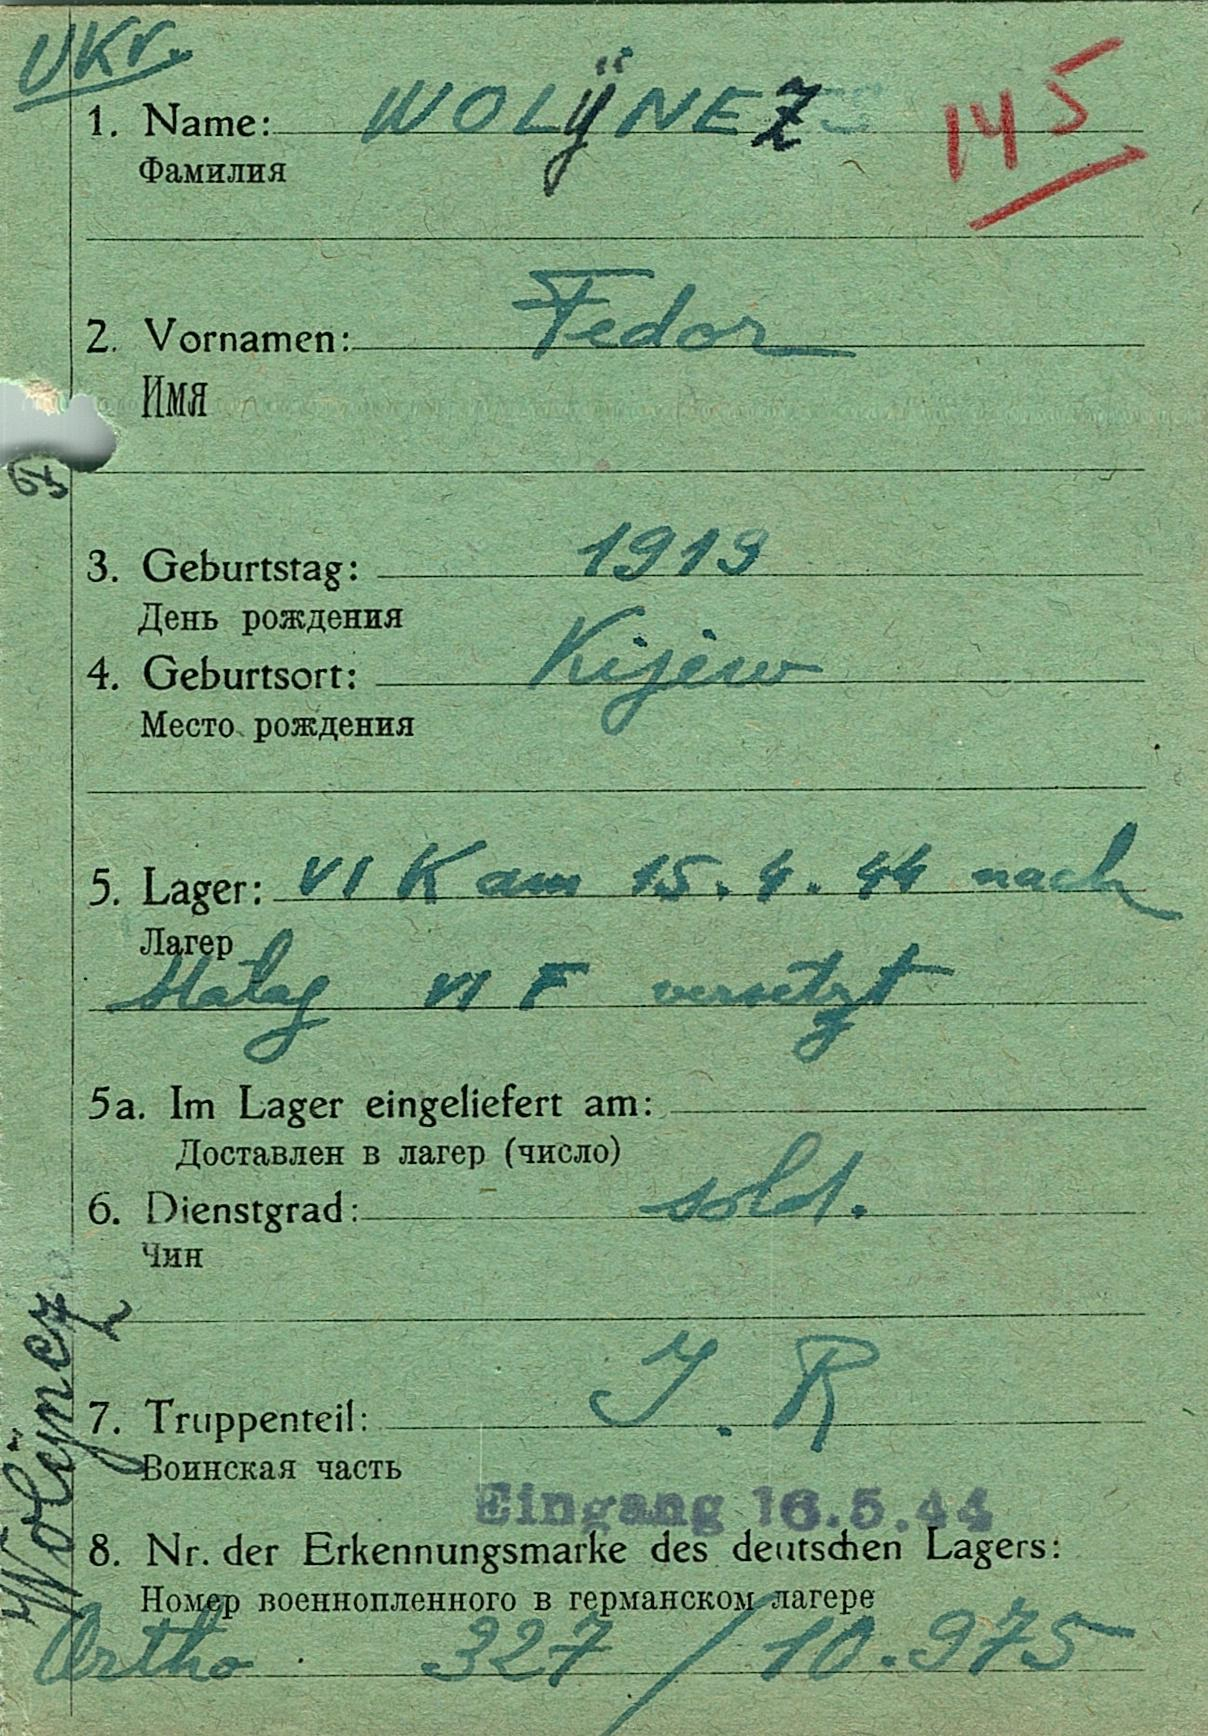 UKr.
1. Name: WOLŸNEZ 145
Фамилия
2. Vornamen: Fedor
Имя
3. Geburtstag: 1919
День рождения
4. Geburtsort: Kijew
Место рождения
5. Lager: VI K am 15.4.44 nach
Лагер
Stalag VI F versetzt
5a. Im Lager eingeliefert am:
Доставлен в лагер (число)
6. Dienstgrad: sold.
Чин
7. Truppenteil: J. R
Воинская часть
Eingang 16.5.44
8. Nr. der Erkennungsmarke des deutschen Lagers:
Номер военнопленного в германском лагере
Ortho 327/10.975
Wolÿnez